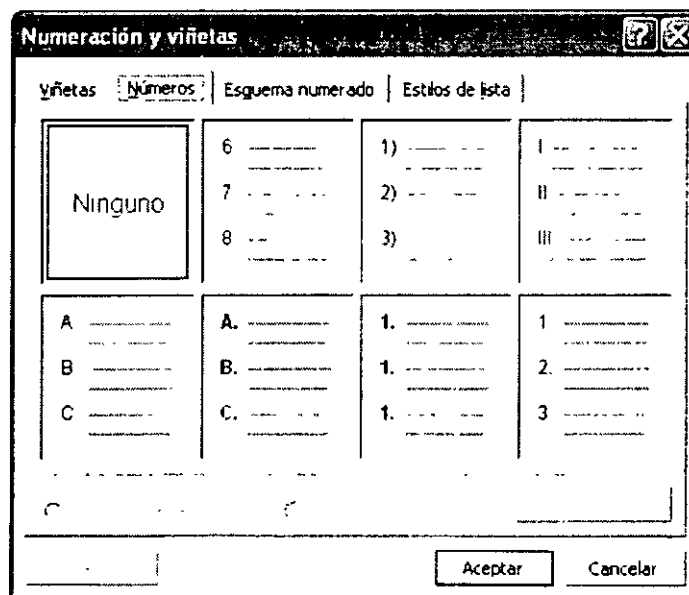 Numeración y viñetas
Viñetas Números Esquema numerado Estilos de lista
Ninguno
6
7
8
1)
2)
3)
I
II
III
A
B
C
A.
B.
C.
1.
1.
1.
1
2.
3
Aceptar Cancelar